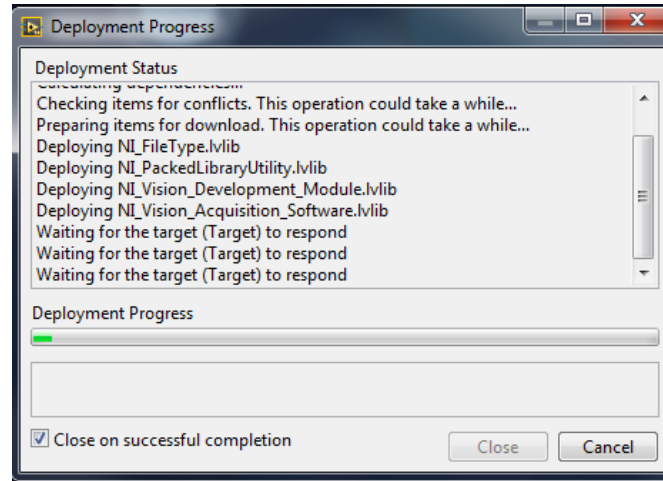 Deployment Progress
Deployment Status
Calculating dependencies...
Checking items for conflicts. This operation could take a while...
Preparing items for download. This operation could take a while...
Deploying NI_FileType.lvlib
Deploying NI_PackedLibraryUtility.lvlib
Deploying NI_Vision_Development_Module.lvlib
Deploying NI_Vision_Acquisition_Software.lvlib
Waiting for the target (Target) to respond
Waiting for the target (Target) to respond
Waiting for the target (Target) to respond
Deployment Progress
Close on successful completion
Close
Cancel